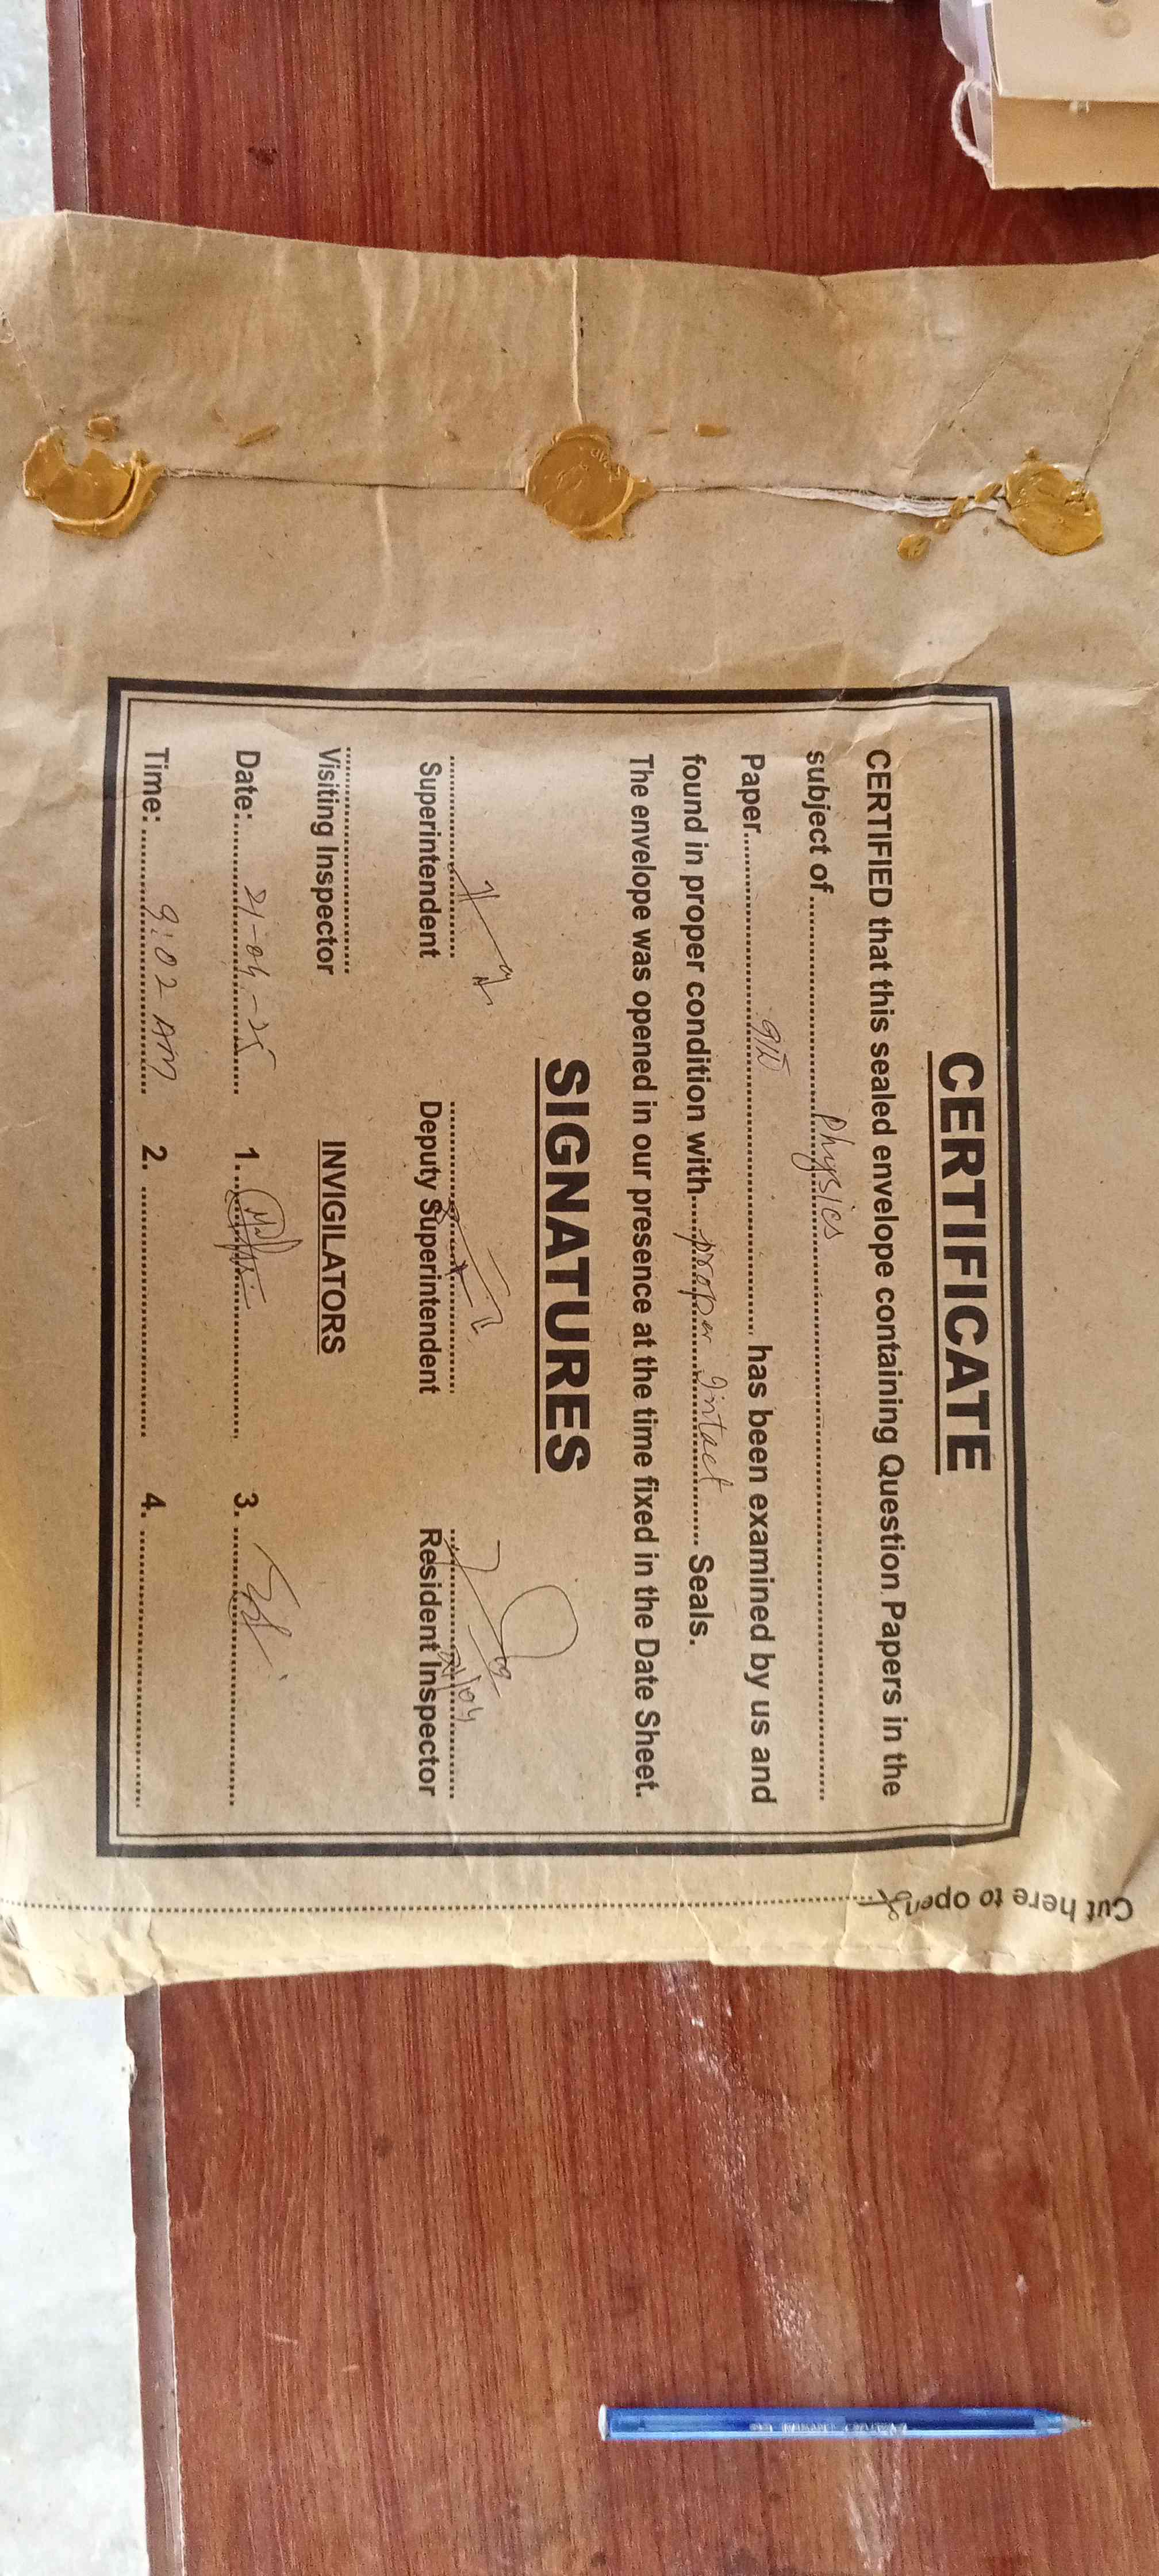 CERTIFICATE
CERTIFIED that this sealed envelope containing Question Papers in the
subject of Physics
Paper has been examined by us and
found in proper condition with proper Intact Seals.
The envelope was opened in our presence at the time fixed in the Date Sheet.
SIGNATURES
Superintendent Deputy Superintendent Resident Inspector
21/04
Visiting Inspector INVIGILATORS
Date: 21-04-25 1. 3.
Time: 9:02 AM 2. 4.
Cut here to open